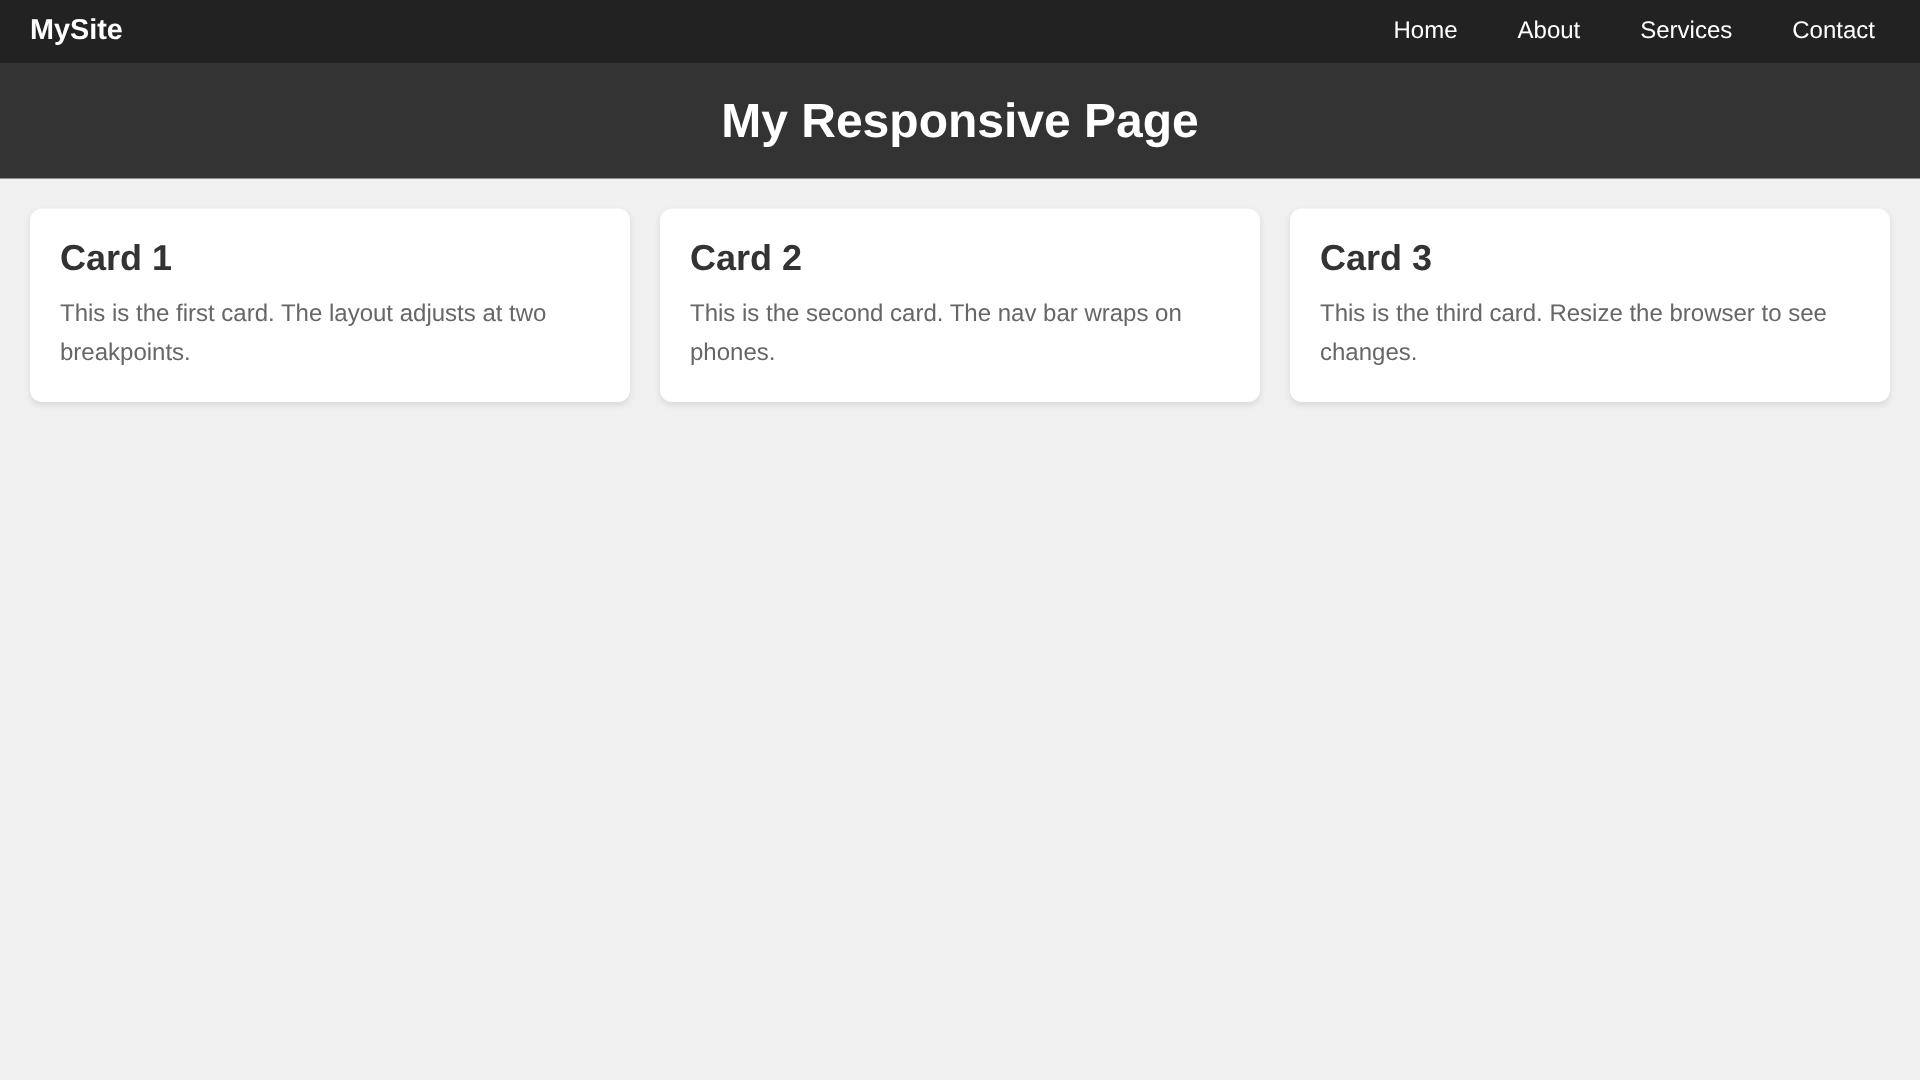 MySite
Home
About
Services
Contact
My Responsive Page
Card 1
This is the first card. The layout adjusts at two
breakpoints.
Card 2
This is the second card. The nav bar wraps on
phones.
Card 3
This is the third card. Resize the browser to see
changes.